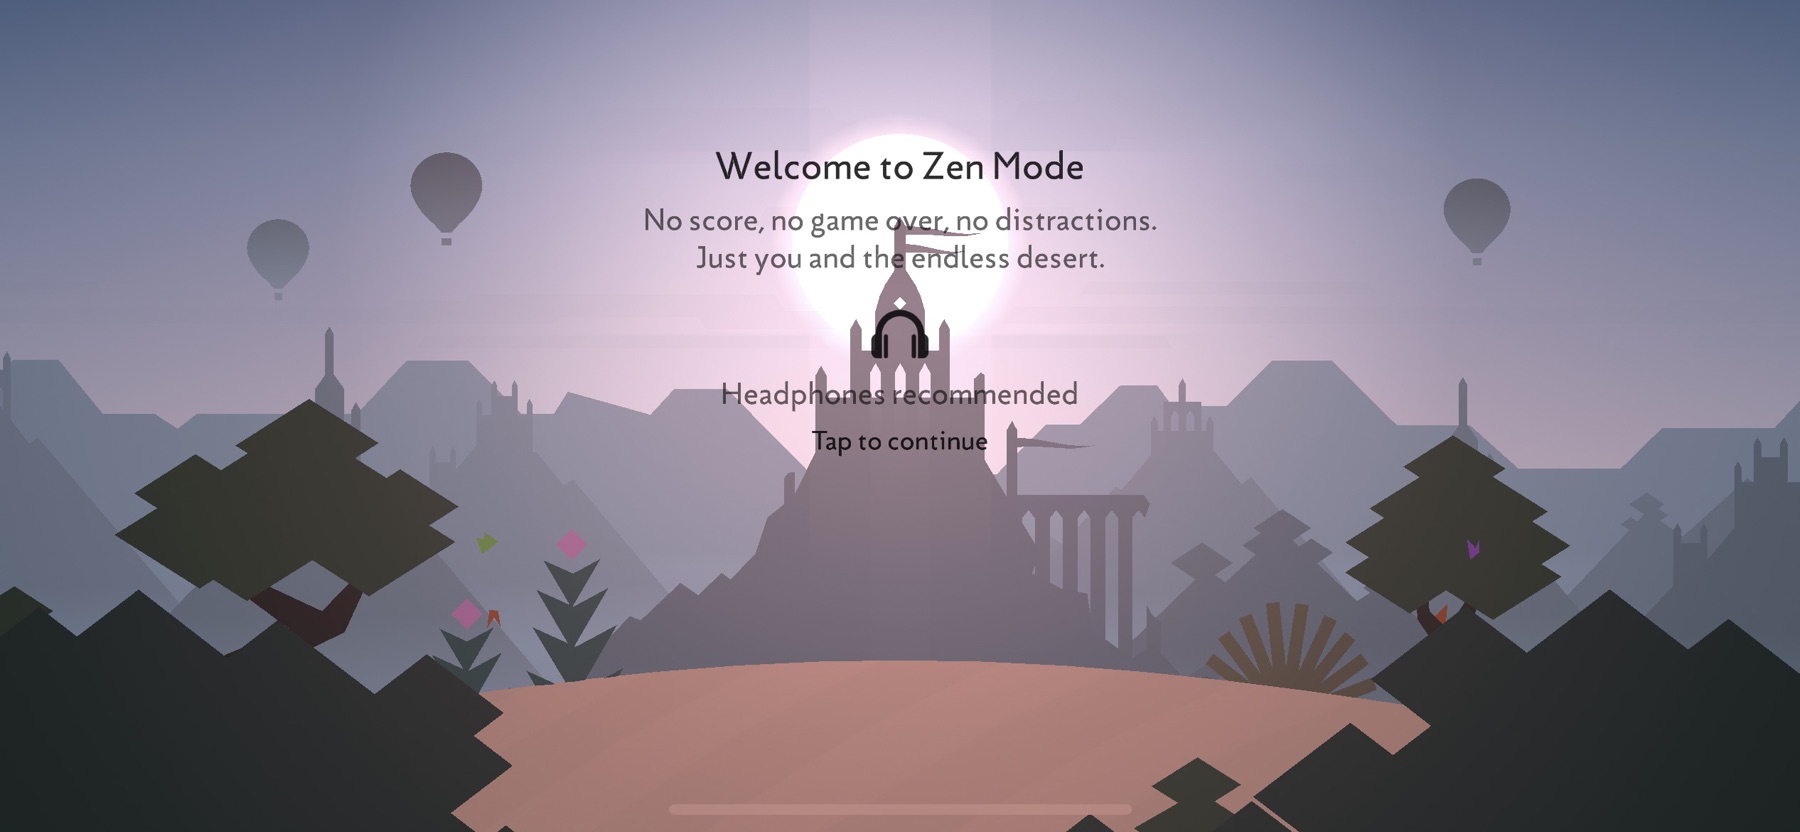 Welcome to Zen Mode
No score, no game over, no distractions.
Just you and the endless desert.
Headphones recommended
Tap to continue